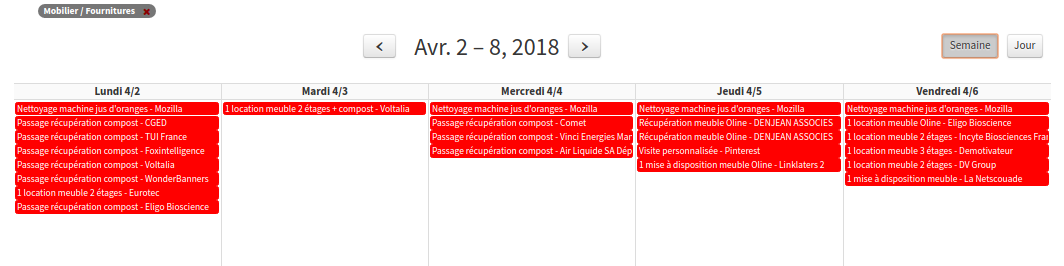 Mobilier / Fournitures ×
< Avr. 2 – 8, 2018 >
Semaine Jour
Lundi 4/2
Nettoyage machine jus d'oranges - Mozilla
Passage récupération compost - CGED
Passage récupération compost - TUI France
Passage récupération compost - Foxintelligence
Passage récupération compost - Voltalia
Passage récupération compost - WonderBanners
1 location meuble 2 étages - Eurotec
Passage récupération compost - Eligo Bioscience
Mardi 4/3
1 location meuble 2 étages + compost - Voltalia
Mercredi 4/4
Nettoyage machine jus d'oranges - Mozilla
Passage récupération compost - Comet
Passage récupération compost - Vinci Energies Mar
Passage récupération compost - Air Liquide SA Dép
Jeudi 4/5
Nettoyage machine jus d'oranges - Mozilla
Récupération meuble Oline - DENJEAN ASSOCIES
Récupération meuble Oline - DENJEAN ASSOCIES
Visite personnalisée - Pinterest
1 mise à disposition meuble Oline - Linklaters 2
Vendredi 4/6
Nettoyage machine jus d'oranges - Mozilla
1 location meuble Oline - Eligo Bioscience
1 location meuble 2 étages - Incyte Biosciences Fran
1 location meuble 3 étages - Demotivateur
1 location meuble 2 étages - DV Group
1 mise à disposition meuble - La Netscouade